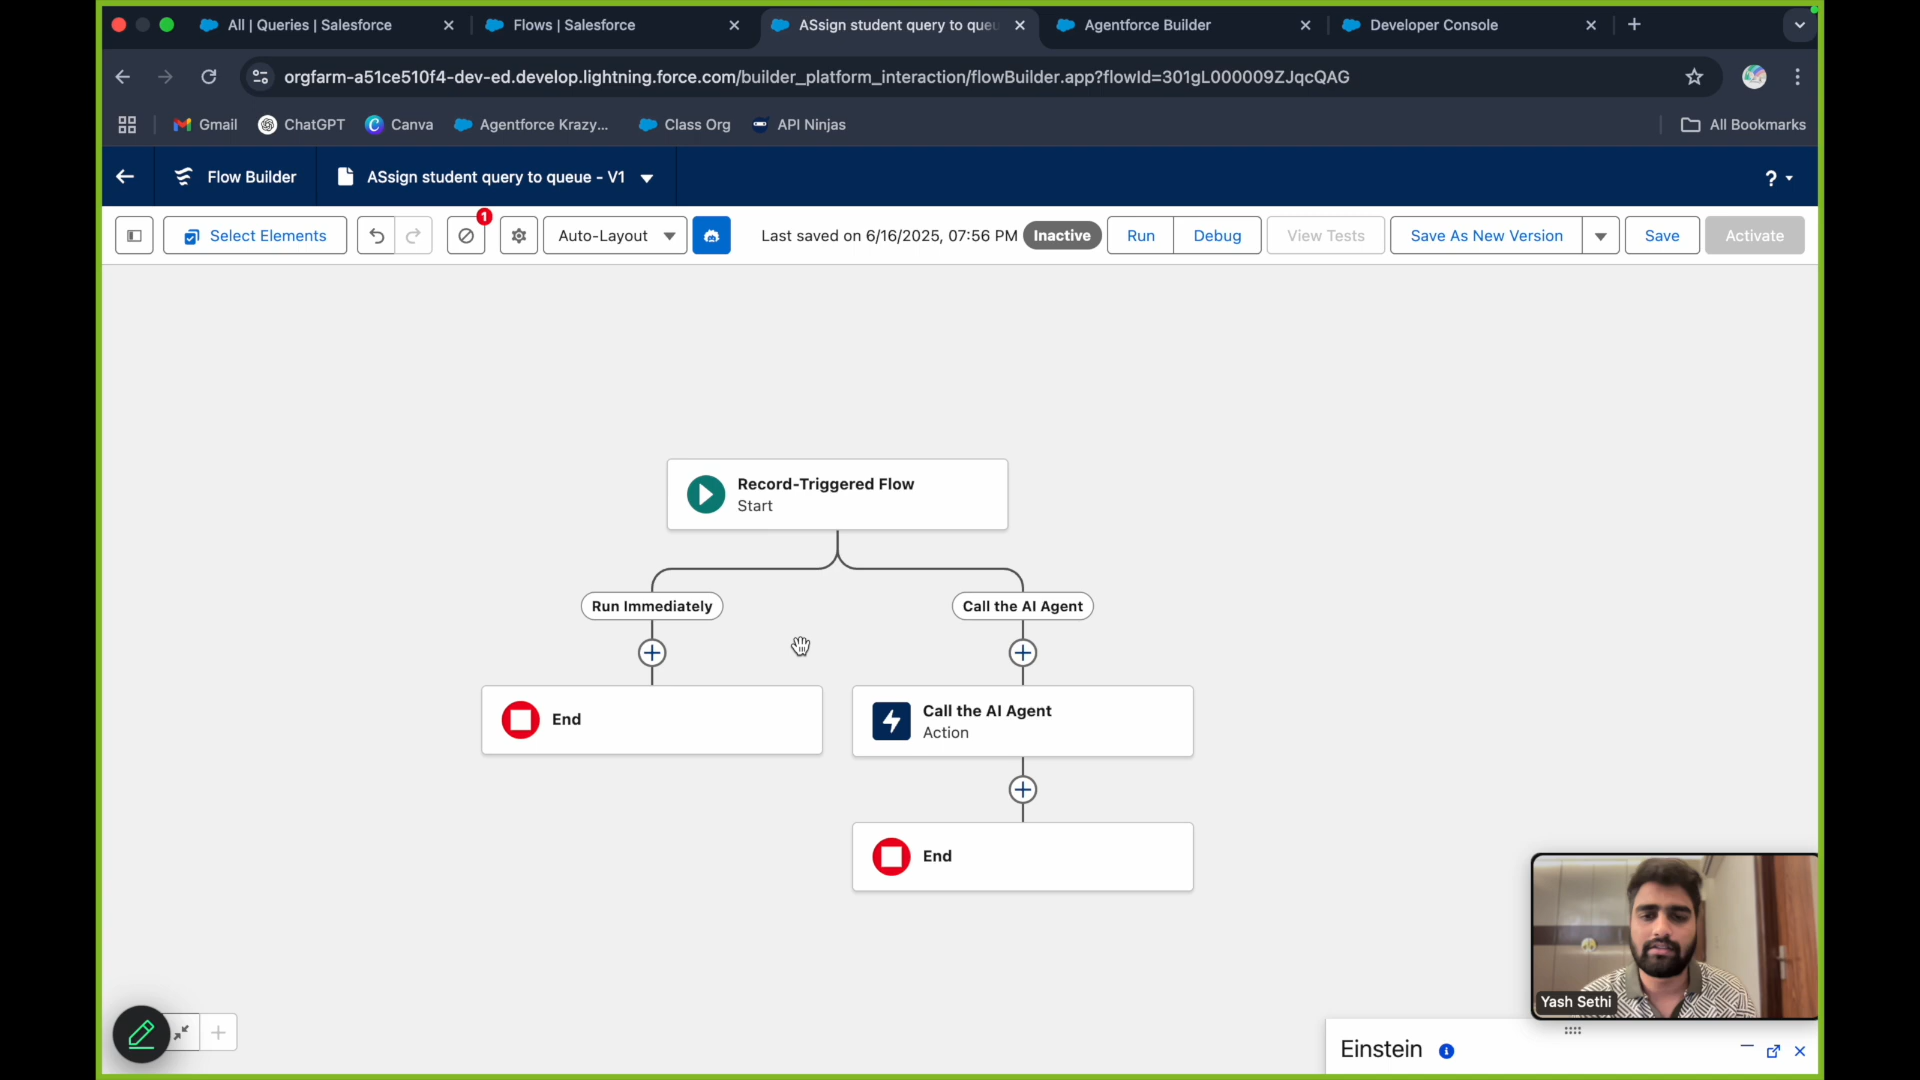 All | Queries | Salesforce
Flows | Salesforce
ASsign student query to queu
Agentforce Builder
Developer Console
orgfarm-a51ce510f4-dev-ed.develop.lightning.force.com/builder_platform_interaction/flowBuilder.app?flowId=301gL000009ZJqcQAG
Gmail
ChatGPT
Canva
Agentforce Krazy...
Class Org
API Ninjas
All Bookmarks
Flow Builder
ASsign student query to queue - V1
?
1
Select Elements
Auto-Layout
Last saved on 6/16/2025, 07:56 PM
Inactive
Run
Debug
View Tests
Save As New Version
Save
Activate
Record-Triggered Flow
Start
Run Immediately
Call the AI Agent
End
Call the AI Agent
Action
End
Yash Sethi
Einstein